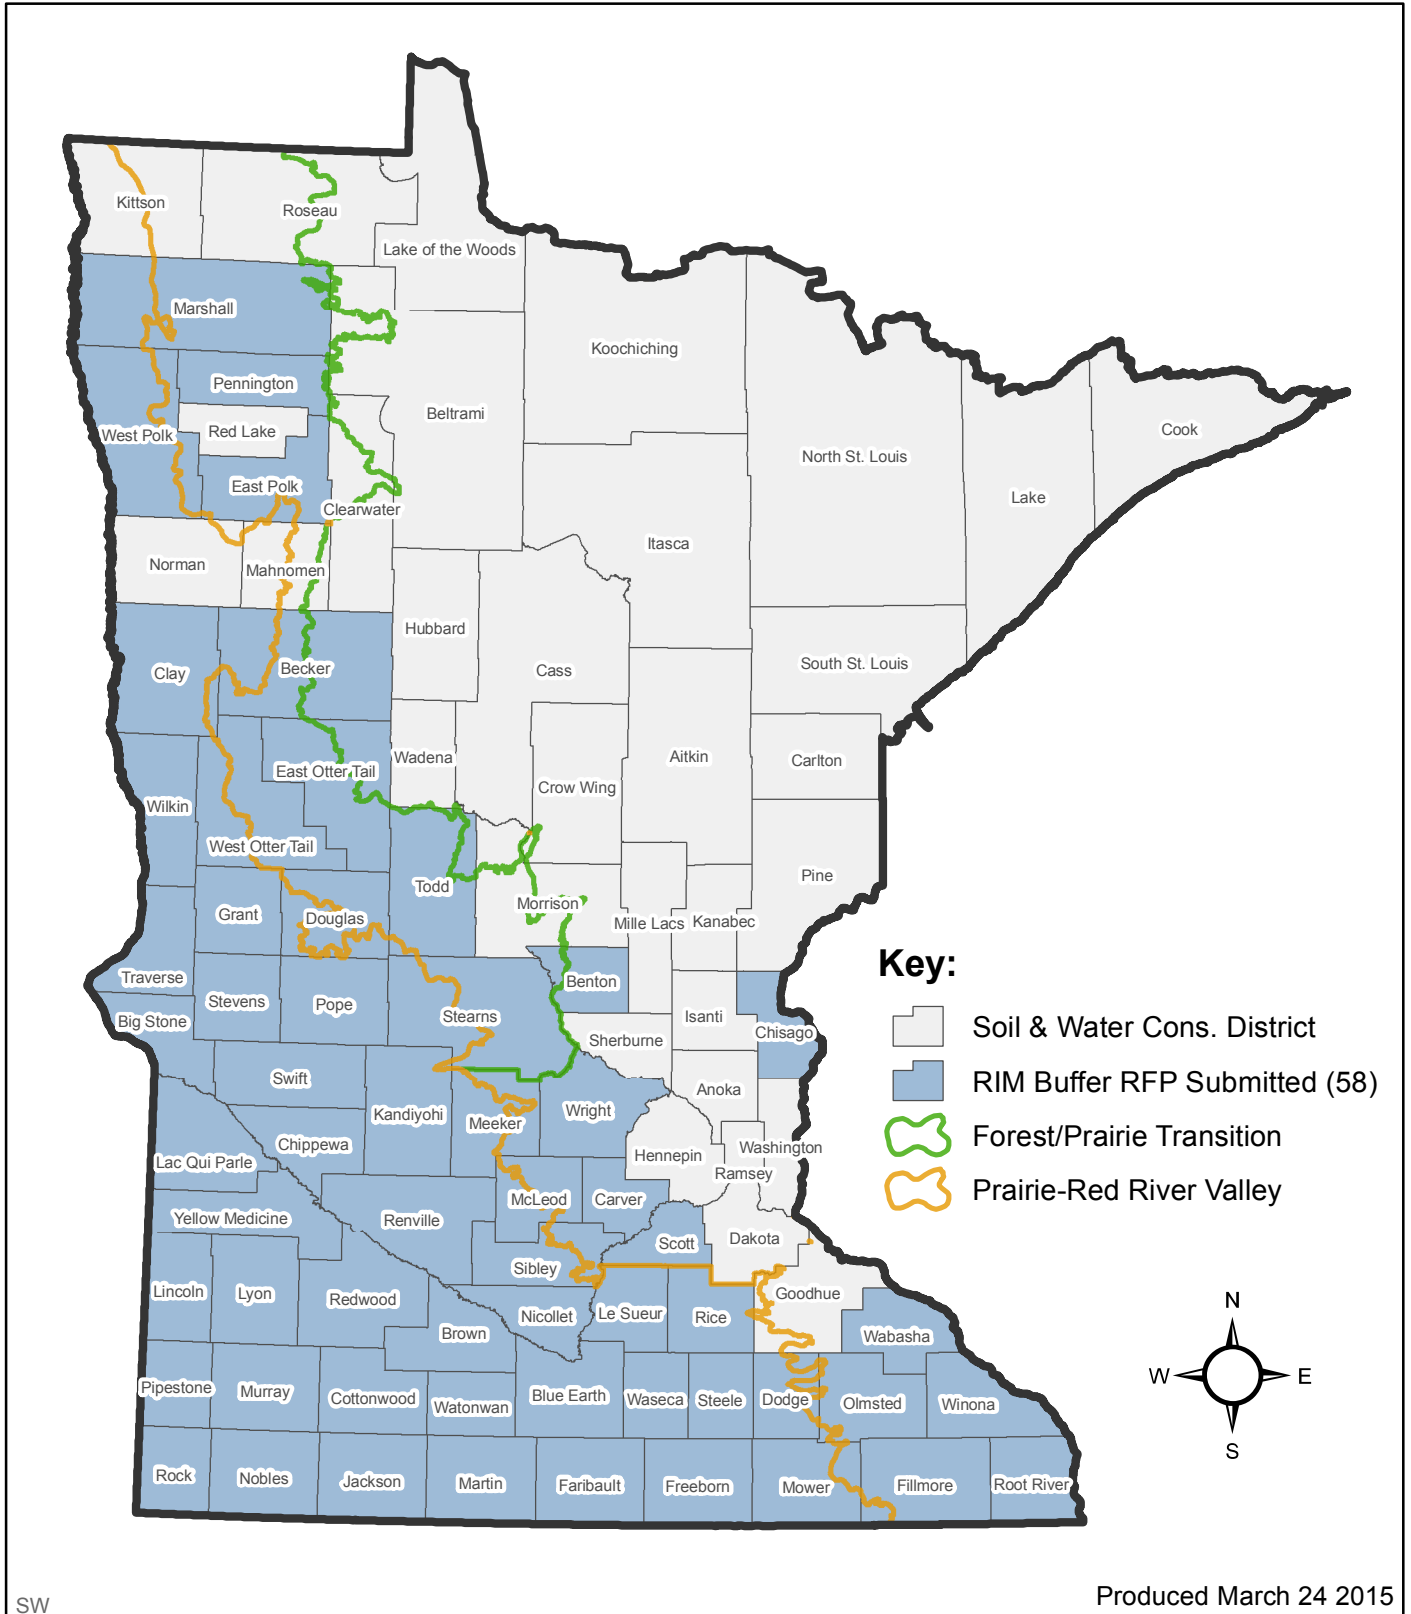 Kittson
Roseau
Lake of the Woods
Marshall
Koochiching
Pennington
Beltrami
Cook
Red Lake
West Polk
North St. Louis
East Polk
Lake
Clearwater
Itasca
Norman
Mahnomen
Hubbard
Clay
Becker
Cass
South St. Louis
Wadena
Aitkin
Carlton
East Otter Tail
Crow Wing
Wilkin
West Otter Tail
Pine
Todd
Morrison
Grant
Douglas
Mille Lacs
Kanabec
Key:
Traverse
Benton
Stevens
Pope
Stearns
Isanti
Big Stone
Chisago
Soil & Water Cons. District
Sherburne
Swift
RIM Buffer RFP Submitted (58)
Anoka
Kandiyohi
Wright
Meeker
Forest/Prairie Transition
Chippewa
Washington
Hennepin
Lac Qui Parle
Ramsey
Prairie-Red River Valley
McLeod
Carver
Yellow Medicine
Renville
Dakota
Scott
Sibley
Lincoln
Lyon
Redwood
Goodhue
N
Nicollet
Le Sueur
Rice
Brown
Wabasha
W
E
Pipestone
Murray
Cottonwood
Watonwan
Blue Earth
Waseca
Steele
Dodge
Olmsted
Winona
S
Rock
Nobles
Jackson
Martin
Faribault
Freeborn
Mower
Fillmore
Root River
SW
Produced March 24 2015